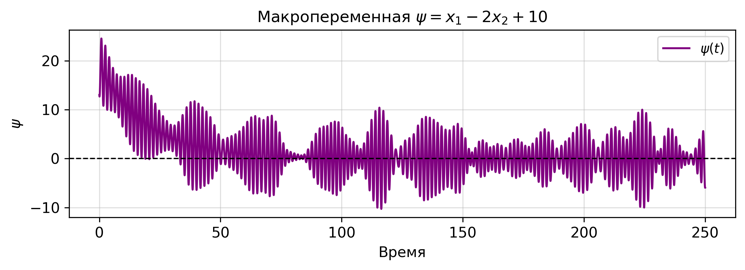 Макропеременная ψ = x₁ − 2x₂ + 10
ψ(t)
ψ
20
10
0
−10
0 50 100 150 200 250
Время